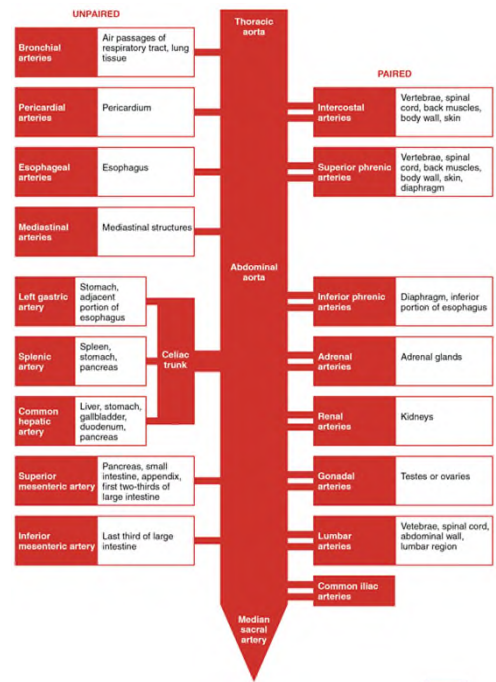 UNPAIRED
Thoracic
aorta
Bronchial
arteries
Air passages of
respiratory tract, lung
tissue
PAIRED
Pericardial
arteries
Pericardium
Intercostal
arteries
Vertebrae, spinal
cord, back muscles,
body wall, skin
Esophageal
arteries
Esophagus
Superior phrenic
arteries
Vertebrae, spinal
cord, back muscles,
body wall, skin,
diaphragm
Mediastinal
arteries
Mediastinal structures
Abdominal
aorta
Left gastric
artery
Stomach,
adjacent
portion of
esophagus
Inferior phrenic
arteries
Diaphragm, inferior
portion of esophagus
Splenic
artery
Spleen,
stomach,
pancreas
Celiac
trunk
Adrenal
arteries
Adrenal glands
Common
hepatic
artery
Liver, stomach,
gallbladder,
duodenum,
pancreas
Renal
arteries
Kidneys
Superior
mesenteric artery
Pancreas, small
intestine, appendix,
first two-thirds of
large intestine
Gonadal
arteries
Testes or ovaries
Inferior
mesenteric artery
Last third of large
intestine
Lumbar
arteries
Vetebrae, spinal cord,
abdominal wall,
lumbar region
Common iliac
arteries
Median
sacral
artery